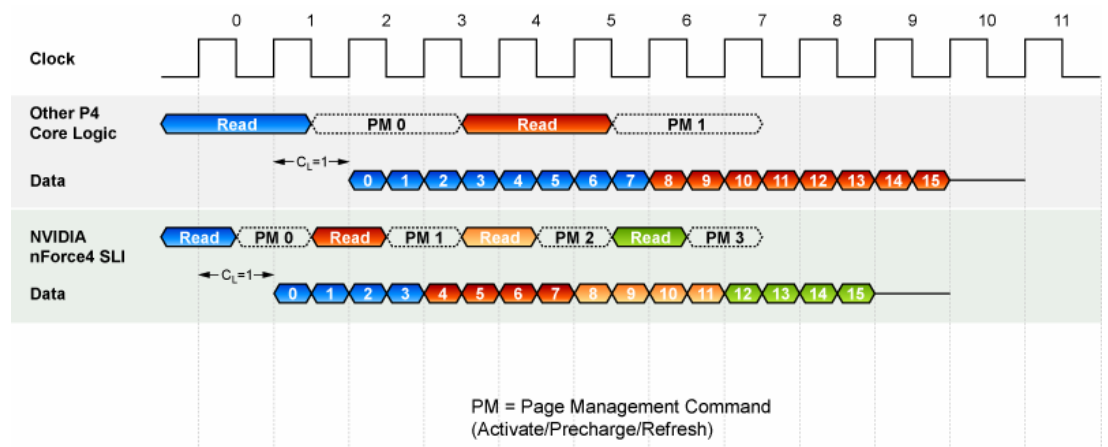 0 1 2 3 4 5 6 7 8 9 10 11
Clock
Other P4
Core Logic
Read PM 0 Read PM 1
C_L=1
Data
0 1 2 3 4 5 6 7 8 9 10 11 12 13 14 15
NVIDIA
nForce4 SLI
Read PM 0 Read PM 1 Read PM 2 Read PM 3
C_L=1
Data
0 1 2 3 4 5 6 7 8 9 10 11 12 13 14 15
PM = Page Management Command
(Activate/Precharge/Refresh)